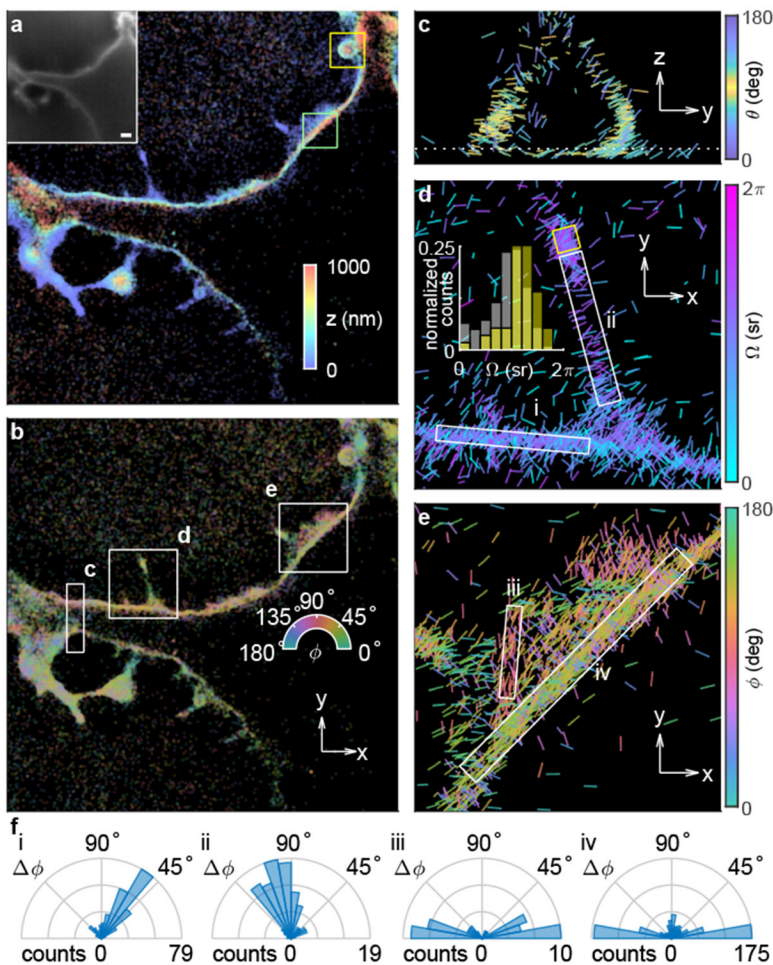 a
1000
z (nm)
0
b
c
d
e
90°
135°
45°
180°
ϕ
0°
y
x
c
z
y
180
θ (deg)
0
d
0.25
normalized
counts
0
0
Ω (sr)
2π
y
x
ii
i
2π
Ω (sr)
0
e
iii
iv
y
x
180
ϕ (deg)
0
f
i
90°
Δϕ
45°
counts 0
79
ii
90°
Δϕ
45°
counts 0
19
iii
90°
Δϕ
45°
counts 0
10
iv
90°
Δϕ
45°
counts 0
175